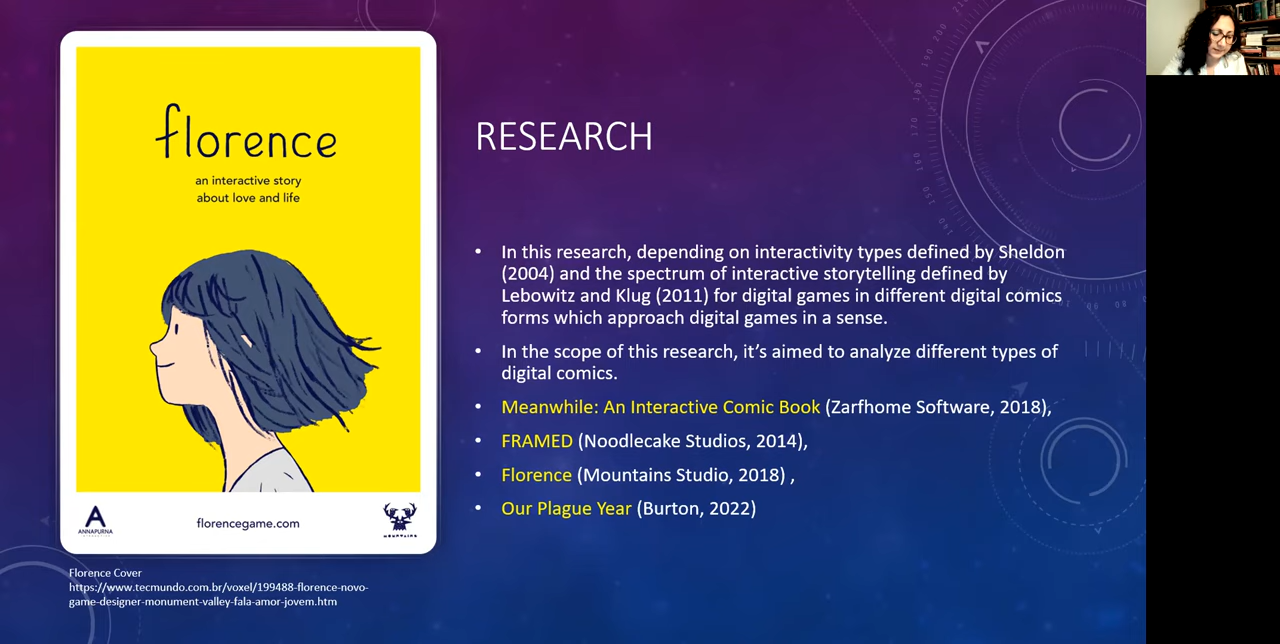 florence
an interactive story
about love and life
ANNAPURNA
florencegame.com
MOUNTAINS
Florence Cover
https://www.tecmundo.com.br/voxel/199488-florence-novo-
game-designer-monument-valley-fala-amor-jovem.htm
RESEARCH
• In this research, depending on interactivity types defined by Sheldon
(2004) and the spectrum of interactive storytelling defined by
Lebowitz and Klug (2011) for digital games in different digital comics
forms which approach digital games in a sense.
• In the scope of this research, it’s aimed to analyze different types of
digital comics.
• Meanwhile: An Interactive Comic Book (Zarfhome Software, 2018),
• FRAMED (Noodlecake Studios, 2014),
• Florence (Mountains Studio, 2018) ,
• Our Plague Year (Burton, 2022)